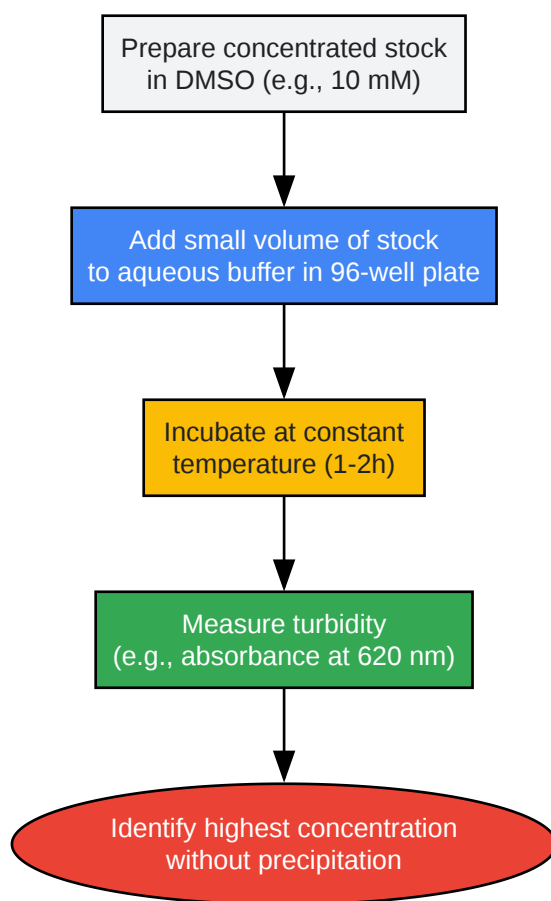 Prepare concentrated stock
in DMSO (e.g., 10 mM)
Add small volume of stock
to aqueous buffer in 96-well plate
Incubate at constant
temperature (1-2h)
Measure turbidity
(e.g., absorbance at 620 nm)
Identify highest concentration
without precipitation